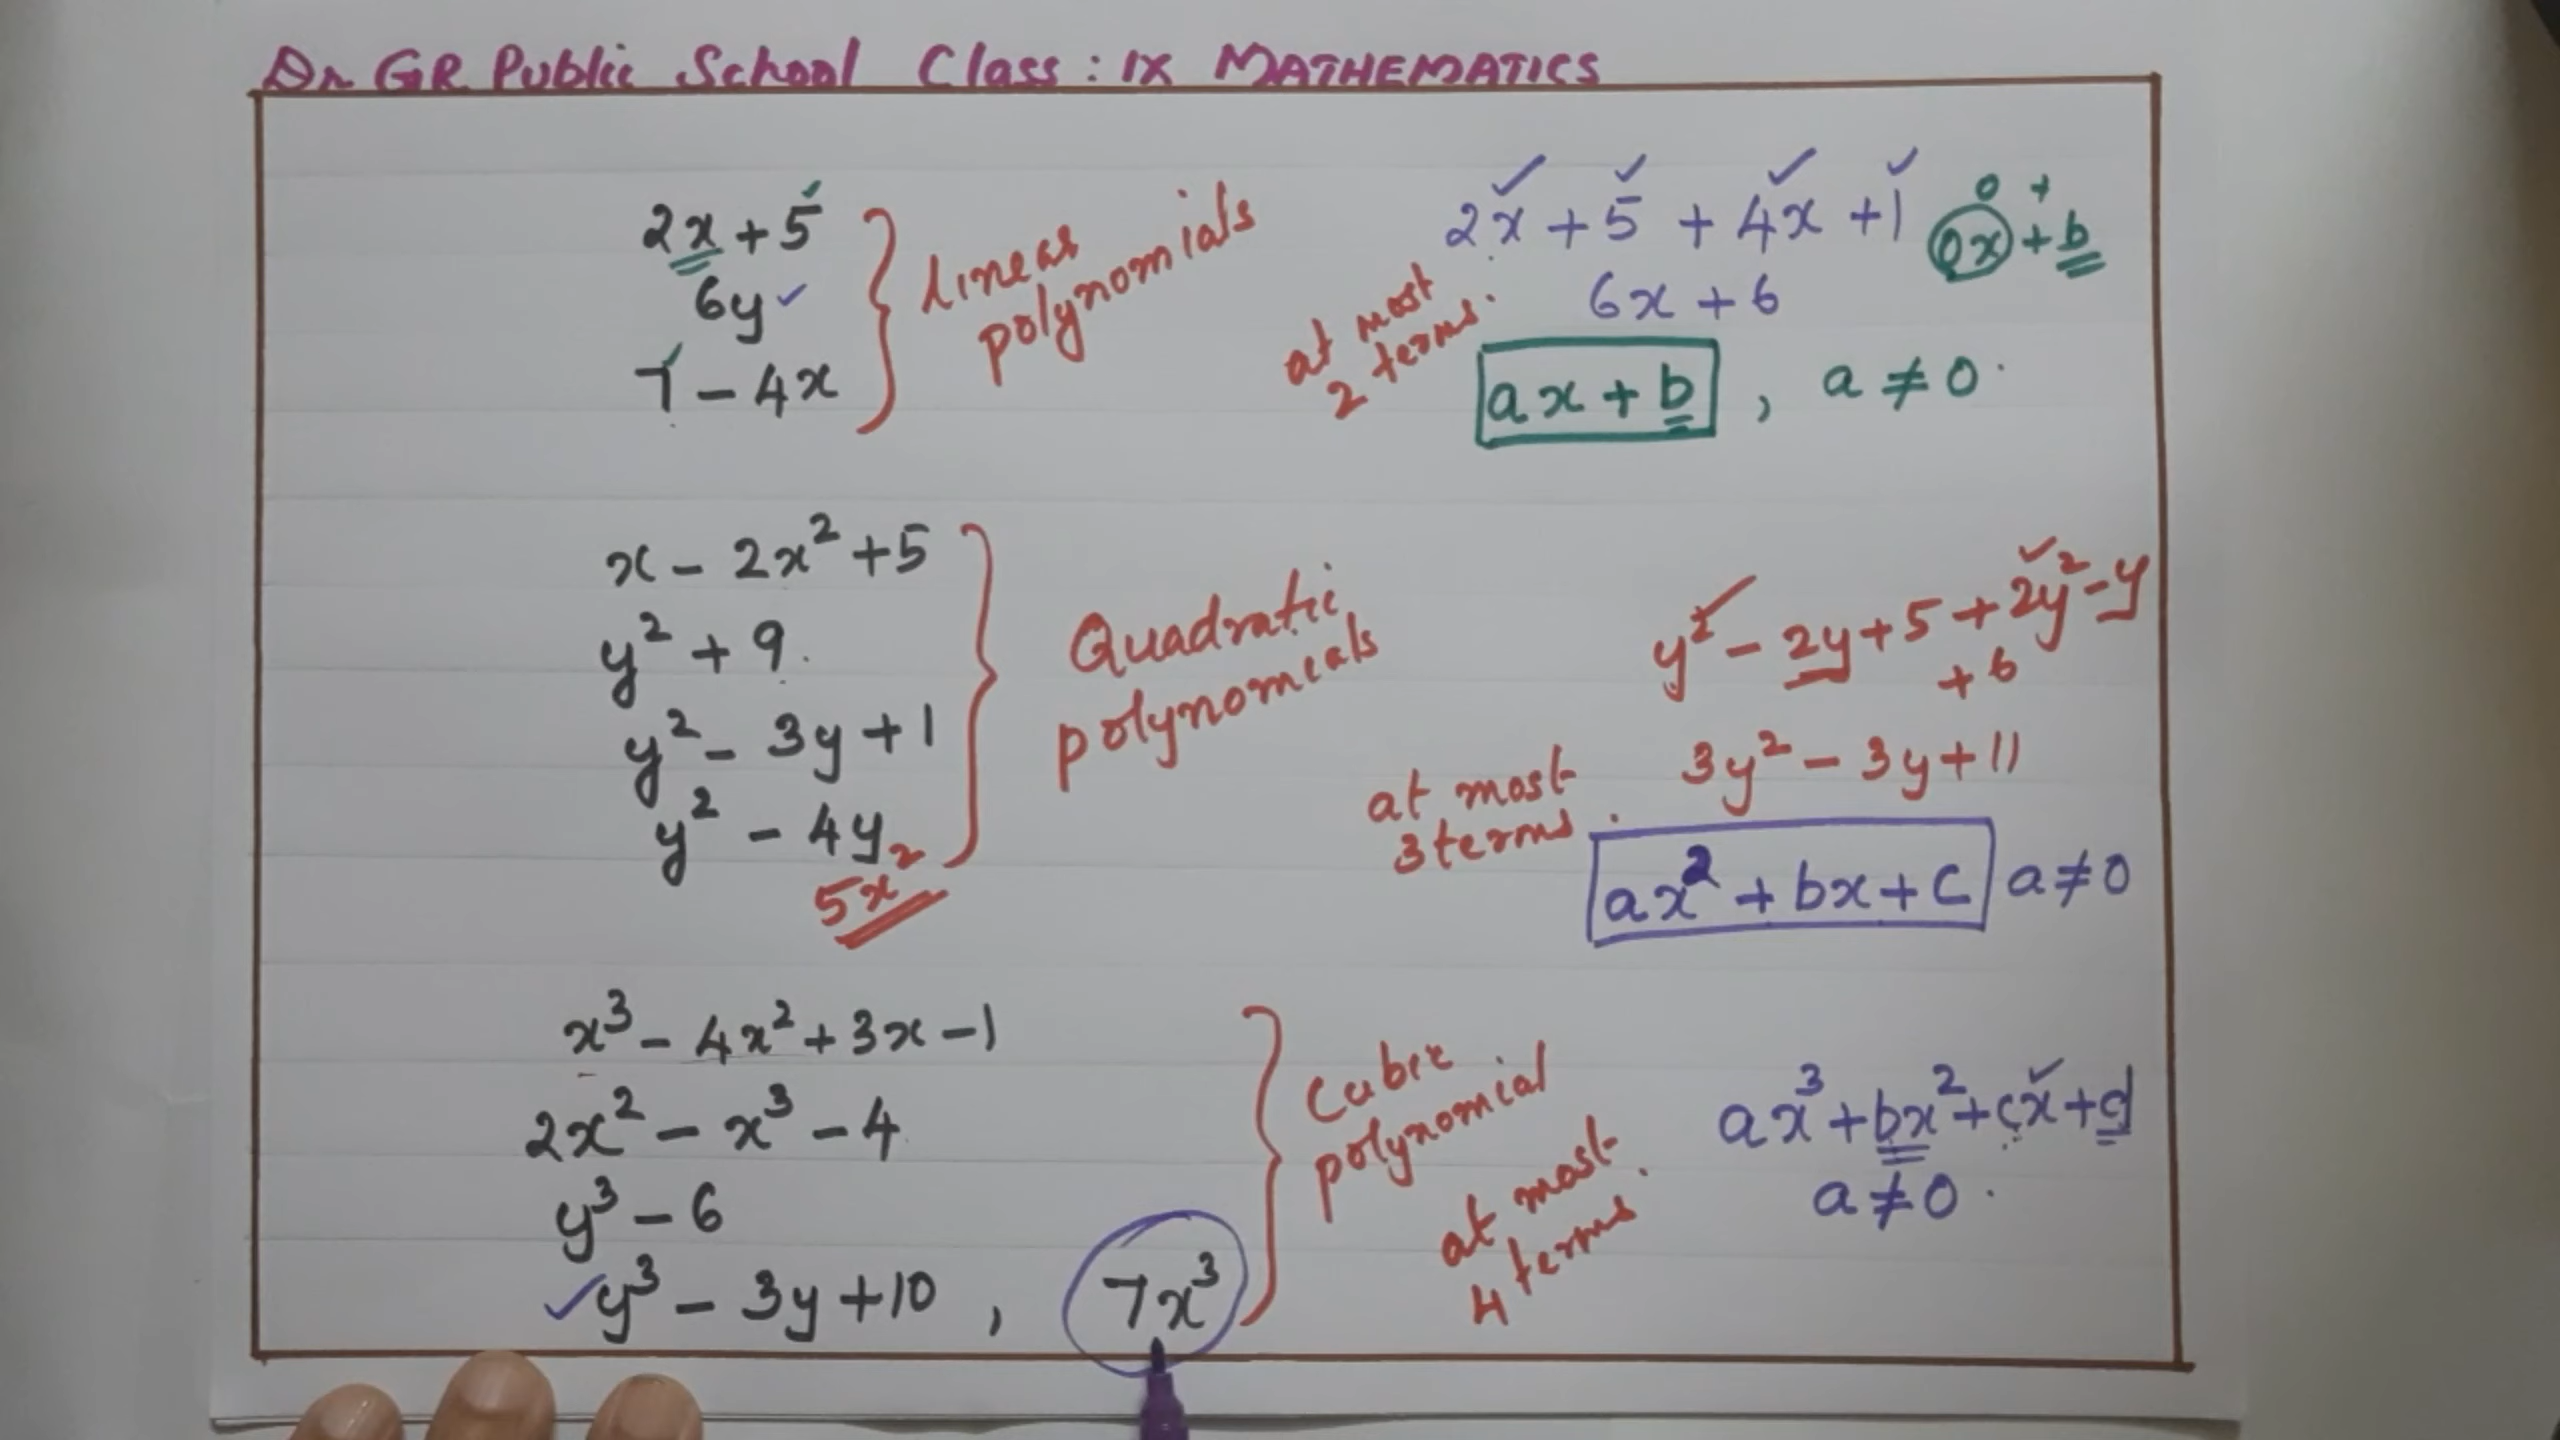 Dr GR Public School Class : IX MATHEMATICS
2x + 5
6y
7 - 4x
linear
polynomials
2x + 5 + 4x + 1
0 +
0x + b
6x + 6
at most
2 terms.
ax + b , a ≠ 0
x - 2x² + 5
y² + 9
y² - 3y + 1
y² - 4y
5x²
Quadratic
polynomials
y² - 2y + 5 + 2y² - y
+ 6
3y² - 3y + 11
at most
3 terms.
ax² + bx + c a ≠ 0
x³ - 4x² + 3x - 1
2x² - x³ - 4
y³ - 6
y³ - 3y + 10 , 7x³
Cubic
polynomial
at most
4 terms.
ax³ + bx² + cx + d
a ≠ 0